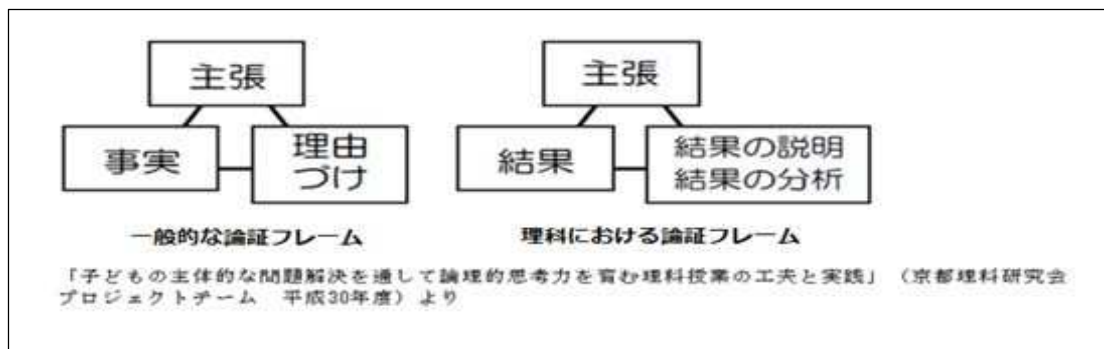 主張
事実
理由
づけ
一般的な論証フレーム
主張
結果
結果の説明
結果の分析
理科における論証フレーム
「子どもの主体的な問題解決を通して論理的思考力を育む理科授業の工夫と実践」（京都理科研究会
プロジェクトチーム　平成30年度）より